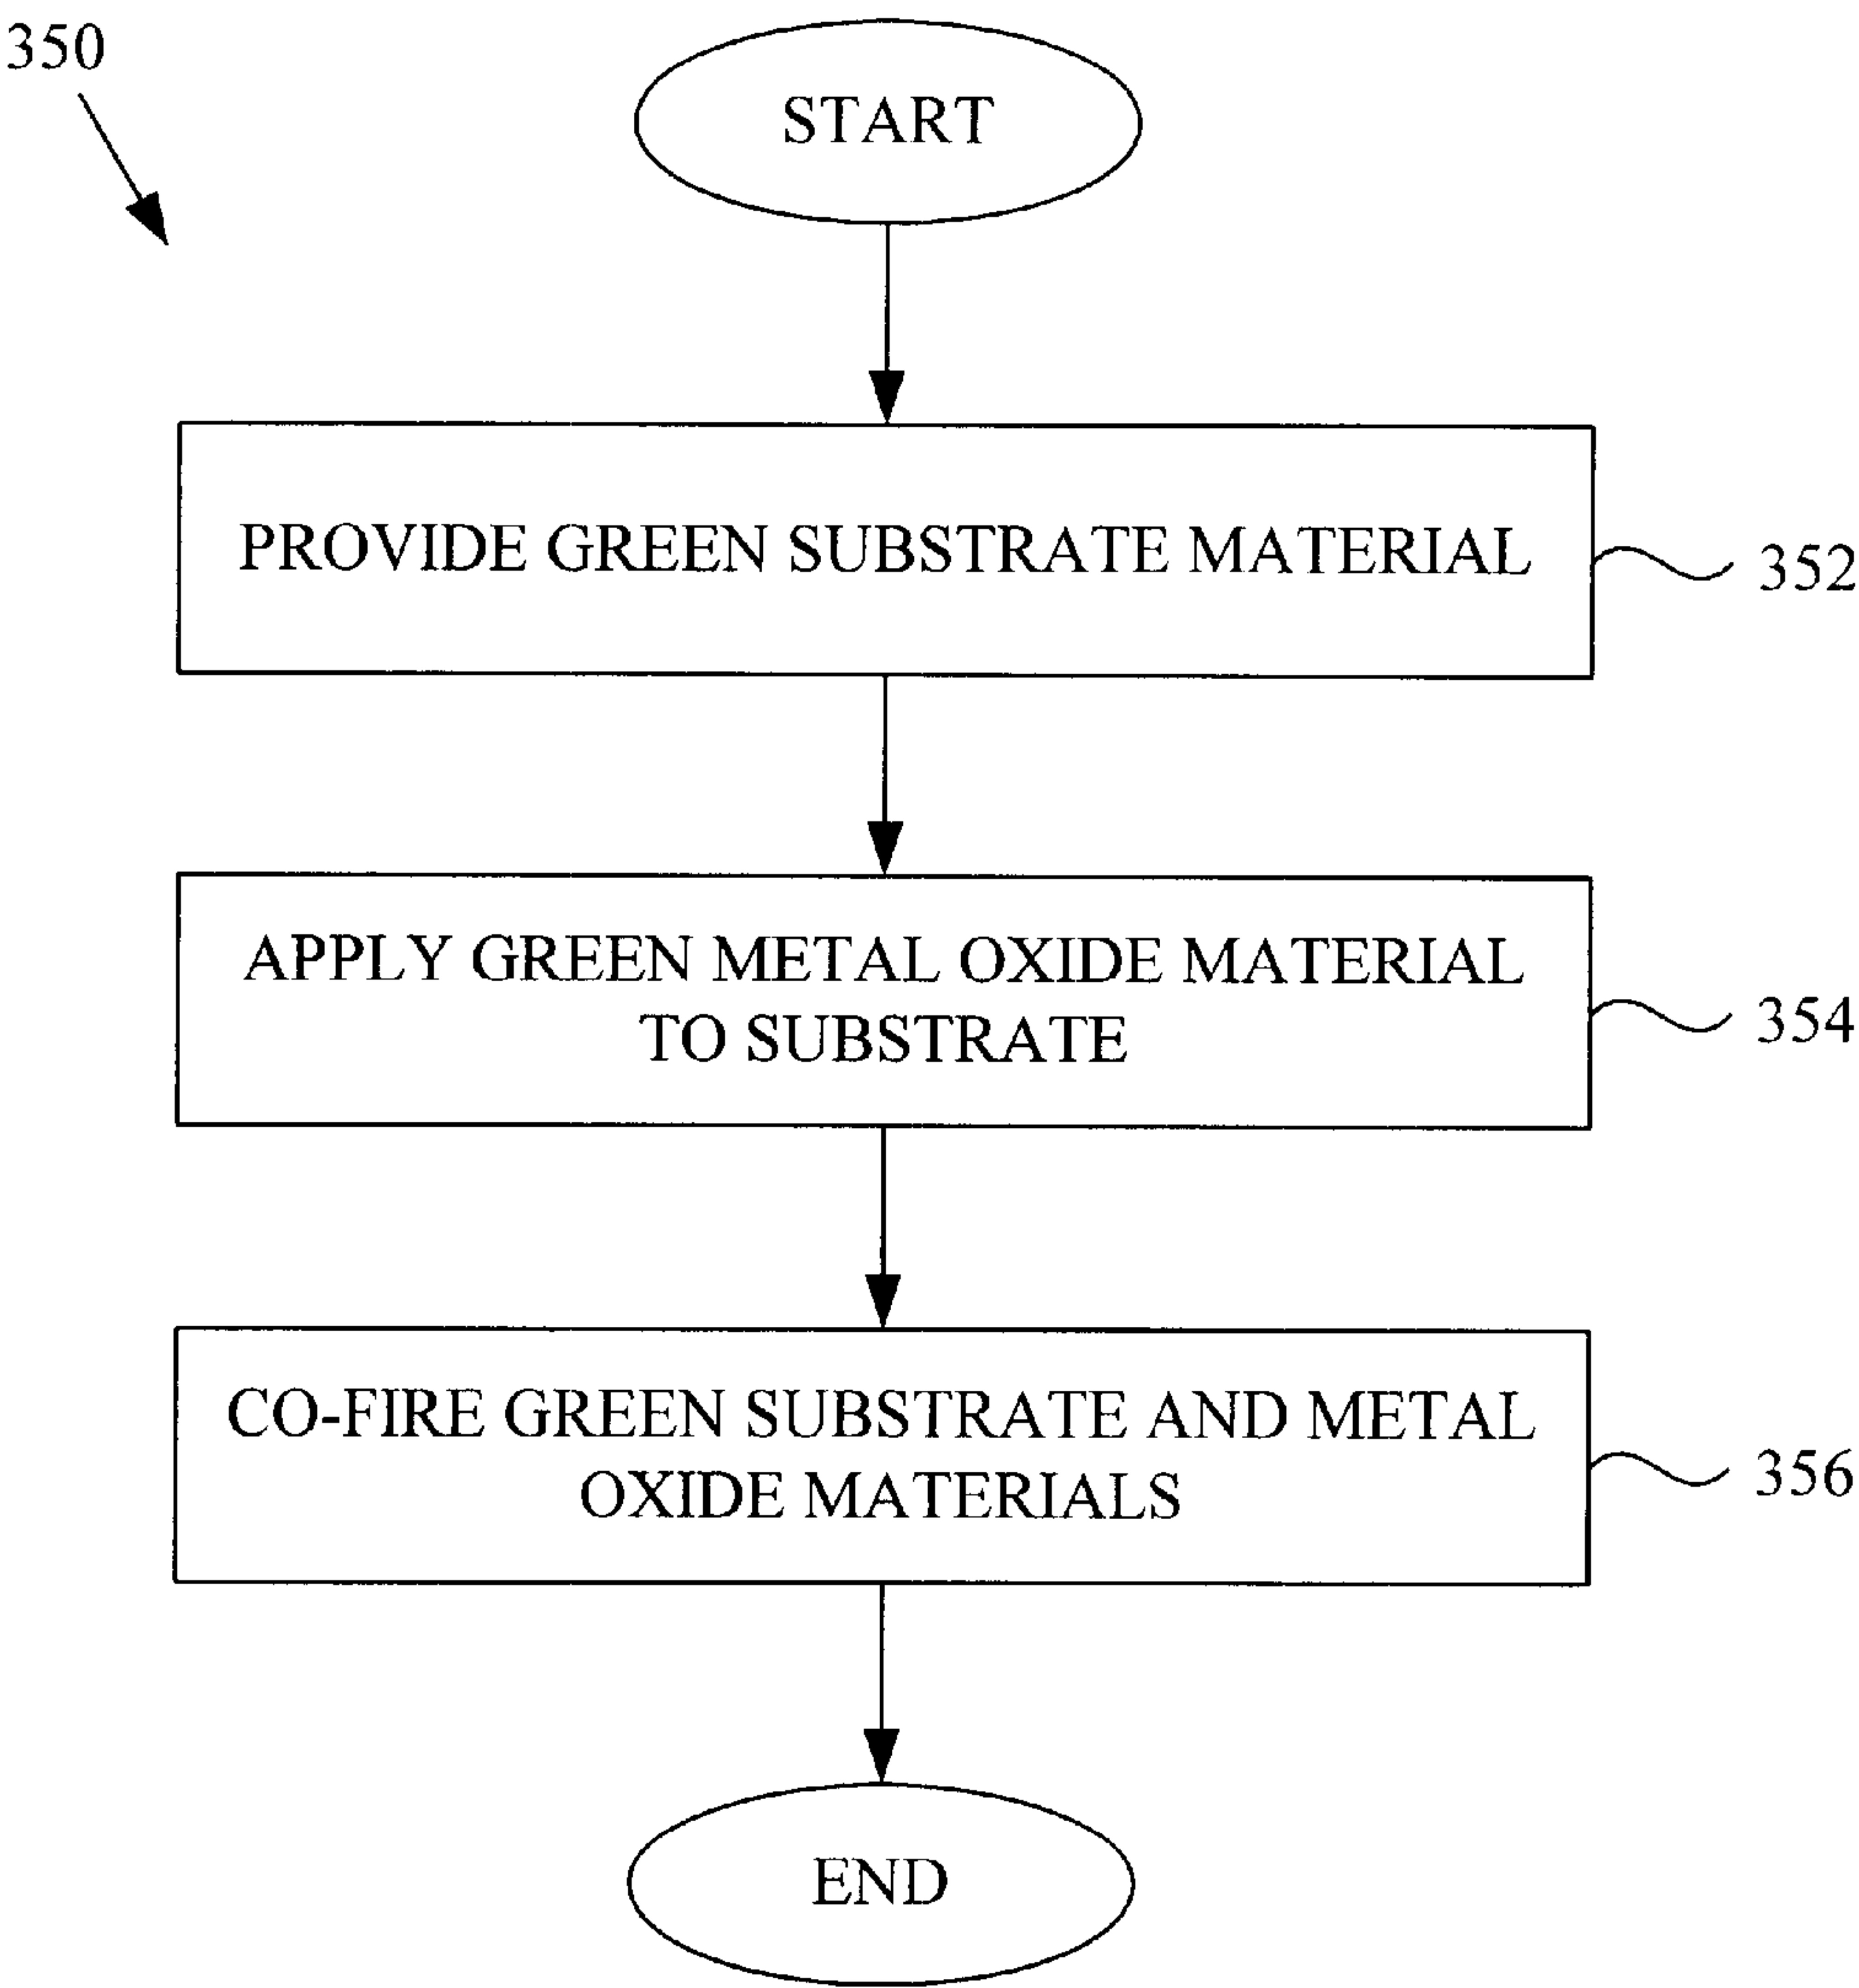 350
START
PROVIDE GREEN SUBSTRATE MATERIAL
352
APPLY GREEN METAL OXIDE MATERIAL
TO SUBSTRATE
354
CO-FIRE GREEN SUBSTRATE AND METAL
OXIDE MATERIALS
356
END